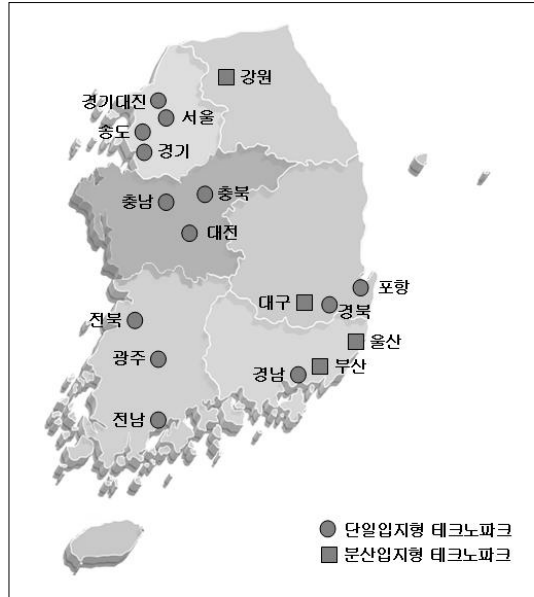 강원
경기대진
서울
송도
경기
충북
충남
대전
포항
대구
경북
전북
울산
부산
광주
경남
전남
단일입지형 테크노파크
분산입지형 테크노파크